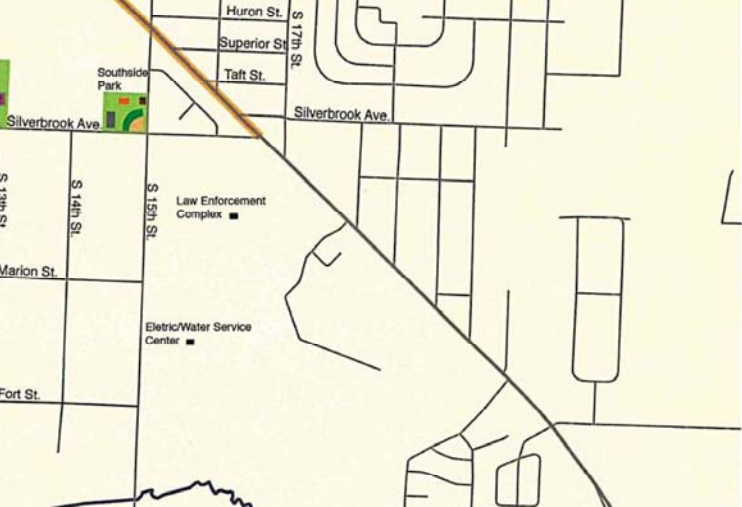 Huron St.
S 17th St.
Superior St
Taft St.
Southside
Park
Silverbrook Ave.
Silverbrook Ave.
S 13th St
S 14th St.
S 15th St.
Law Enforcement
Complex
Marion St.
Eletric/Water Service
Center
Fort St.